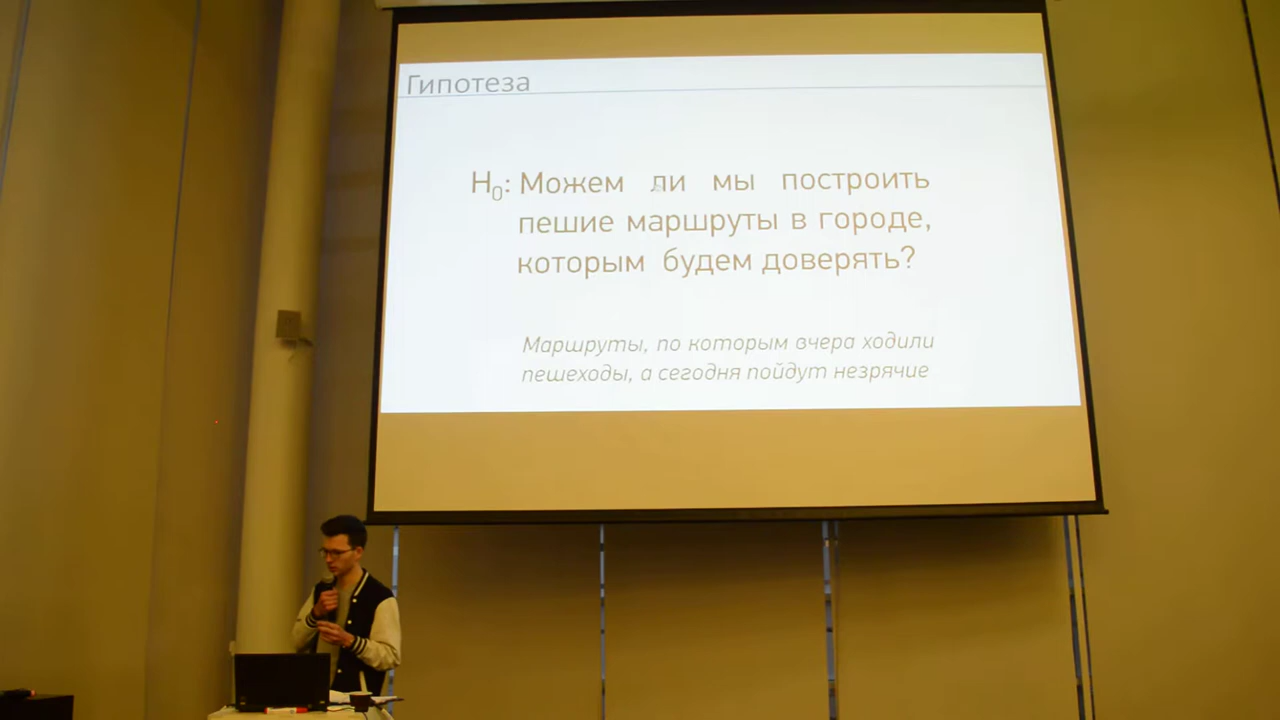 Гипотеза
H0: Можем ли мы построить
пешие маршруты в городе,
которым будем доверять?
Маршруты, по которым вчера ходили
пешеходы, а сегодня пойдут незрячие